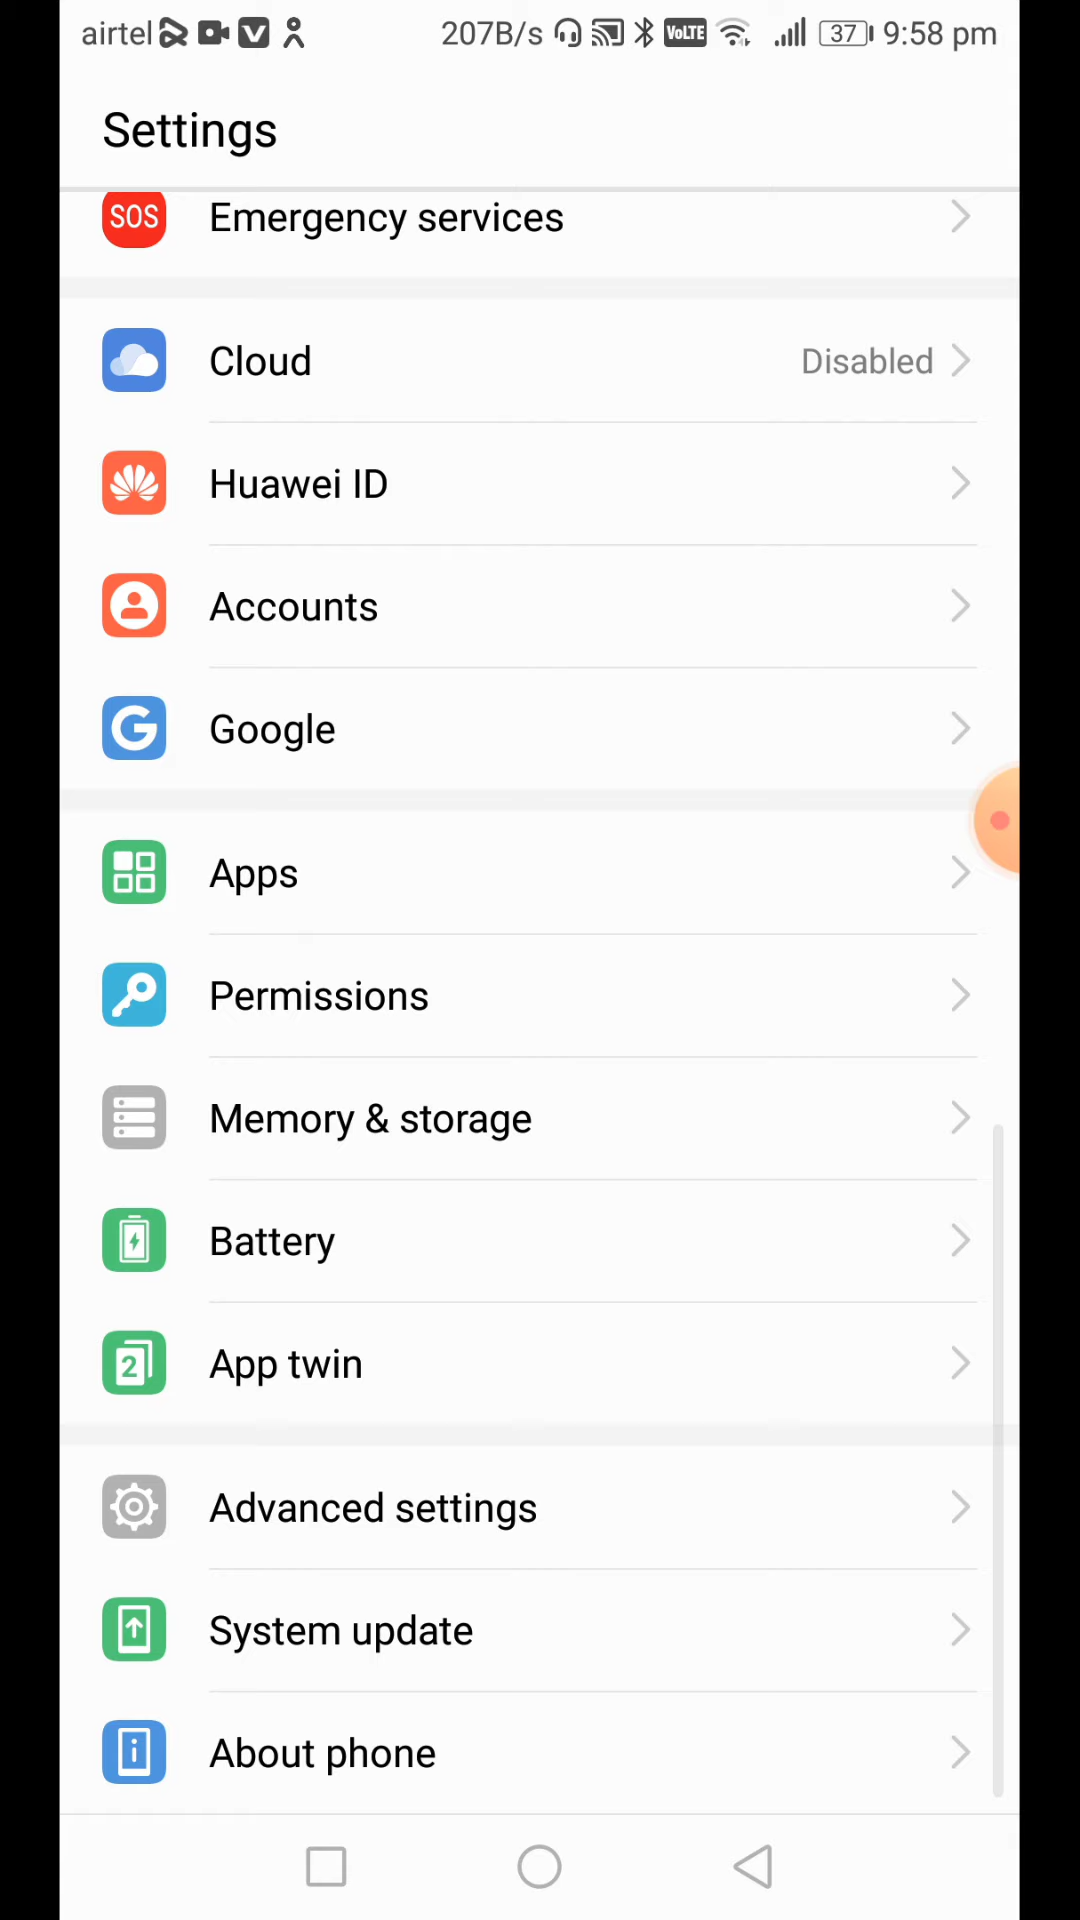 airtel 207B/s VoLTE 37 9:58 pm
Settings
SOS Emergency services
Cloud Disabled
Huawei ID
Accounts
G Google
Apps
Permissions
Memory & storage
Battery
2 App twin
Advanced settings
System update
i About phone